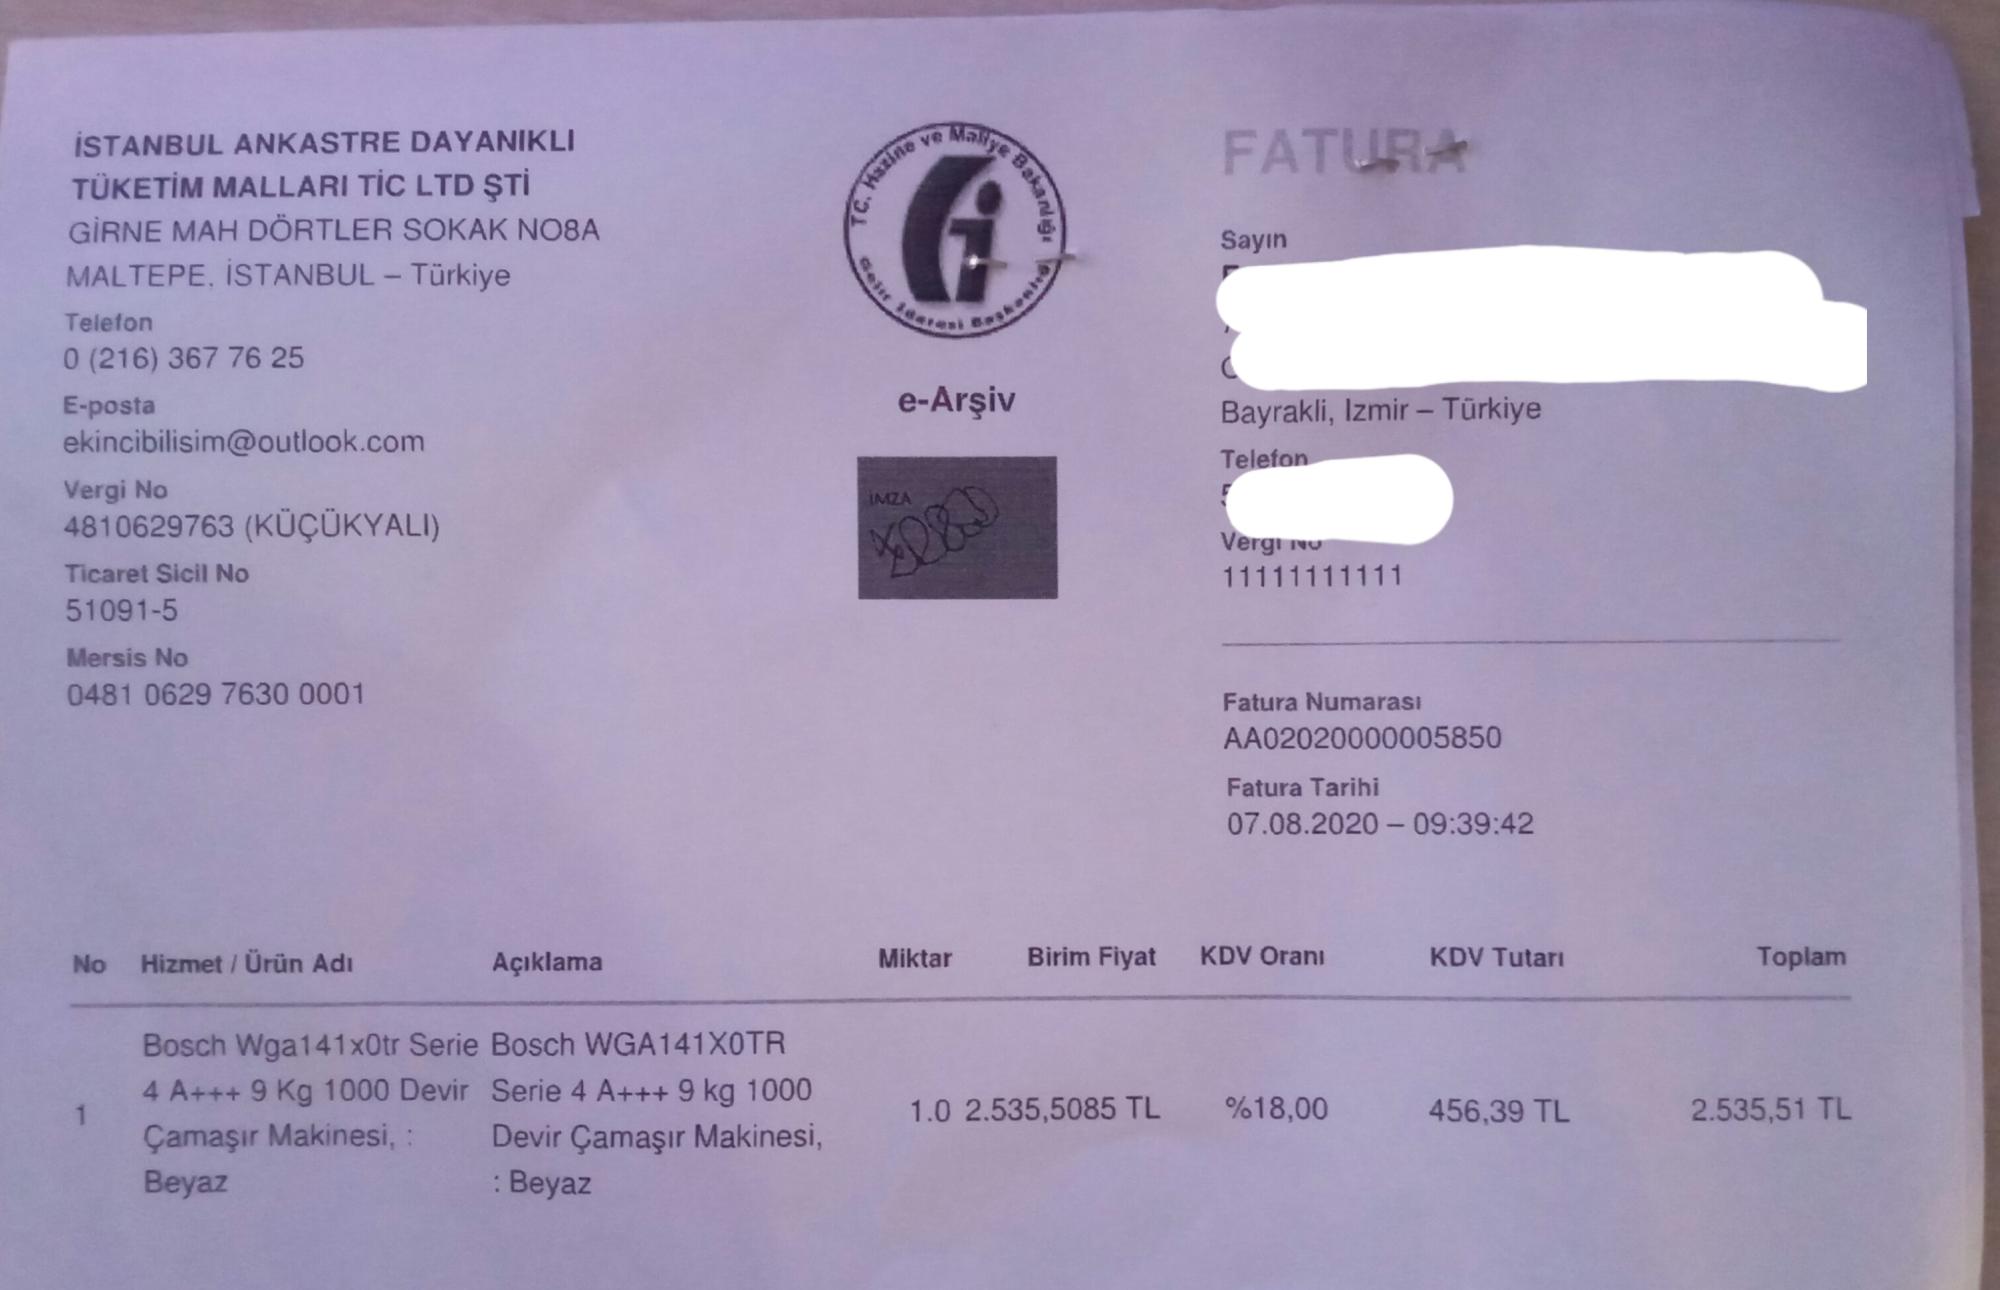 İSTANBUL ANKASTRE DAYANIKLI
TÜKETİM MALLARI TİC LTD ŞTİ
GİRNE MAH DÖRTLER SOKAK NO8A
MALTEPE, İSTANBUL – Türkiye
Telefon
0 (216) 367 76 25
E-posta
ekincibilisim@outlook.com
Vergi No
4810629763 (KÜÇÜKYALI)
Ticaret Sicil No
51091-5
Mersis No
0481 0629 7630 0001
TC. Hazine ve Maliye Bakanlığı
Gelir İdaresi Başkanlığı
e-Arşiv
İMZA
FATURA
Sayın
Bayrakli, Izmir – Türkiye
Telefon
Vergi No
11111111111
Fatura Numarası
AA02020000005850
Fatura Tarihi
07.08.2020 – 09:39:42
No Hizmet / Ürün Adı Açıklama Miktar Birim Fiyat KDV Oranı KDV Tutarı Toplam
Bosch Wga141x0tr Serie Bosch WGA141X0TR
4 A+++ 9 Kg 1000 Devir Serie 4 A+++ 9 kg 1000
1 1.0 2.535,5085 TL %18,00 456,39 TL 2.535,51 TL
Çamaşır Makinesi, : Devir Çamaşır Makinesi,
Beyaz : Beyaz